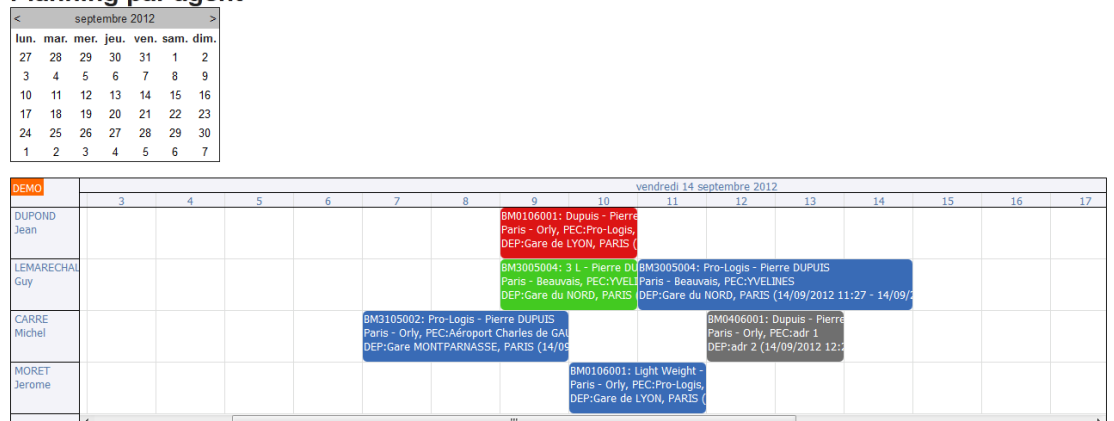 Planning par agent
< septembre 2012 >
lun. mar. mer. jeu. ven. sam. dim.
27 28 29 30 31 1 2
3 4 5 6 7 8 9
10 11 12 13 14 15 16
17 18 19 20 21 22 23
24 25 26 27 28 29 30
1 2 3 4 5 6 7
DEMO
vendredi 14 septembre 2012
3 4 5 6 7 8 9 10 11 12 13 14 15 16 17
DUPOND
Jean
BM0106001: Dupuis - Pierre
Paris - Orly, PEC:Pro-Logis,
DEP:Gare de LYON, PARIS (
LEMARECHAL
Guy
BM3005004: 3 L - Pierre DU
Paris - Beauvais, PEC:YVELI
DEP:Gare du NORD, PARIS
BM3005004: Pro-Logis - Pierre DUPUIS
Paris - Beauvais, PEC:YVELINES
DEP:Gare du NORD, PARIS (14/09/2012 11:27 - 14/09/2
CARRE
Michel
BM3105002: Pro-Logis - Pierre DUPUIS
Paris - Orly, PEC:Aéroport Charles de GAU
DEP:Gare MONTPARNASSE, PARIS (14/09
BM0406001: Dupuis - Pierre
Paris - Orly, PEC:adr 1
DEP:adr 2 (14/09/2012 12:2
MORET
Jerome
BM0106001: Light Weight -
Paris - Orly, PEC:Pro-Logis,
DEP:Gare de LYON, PARIS (